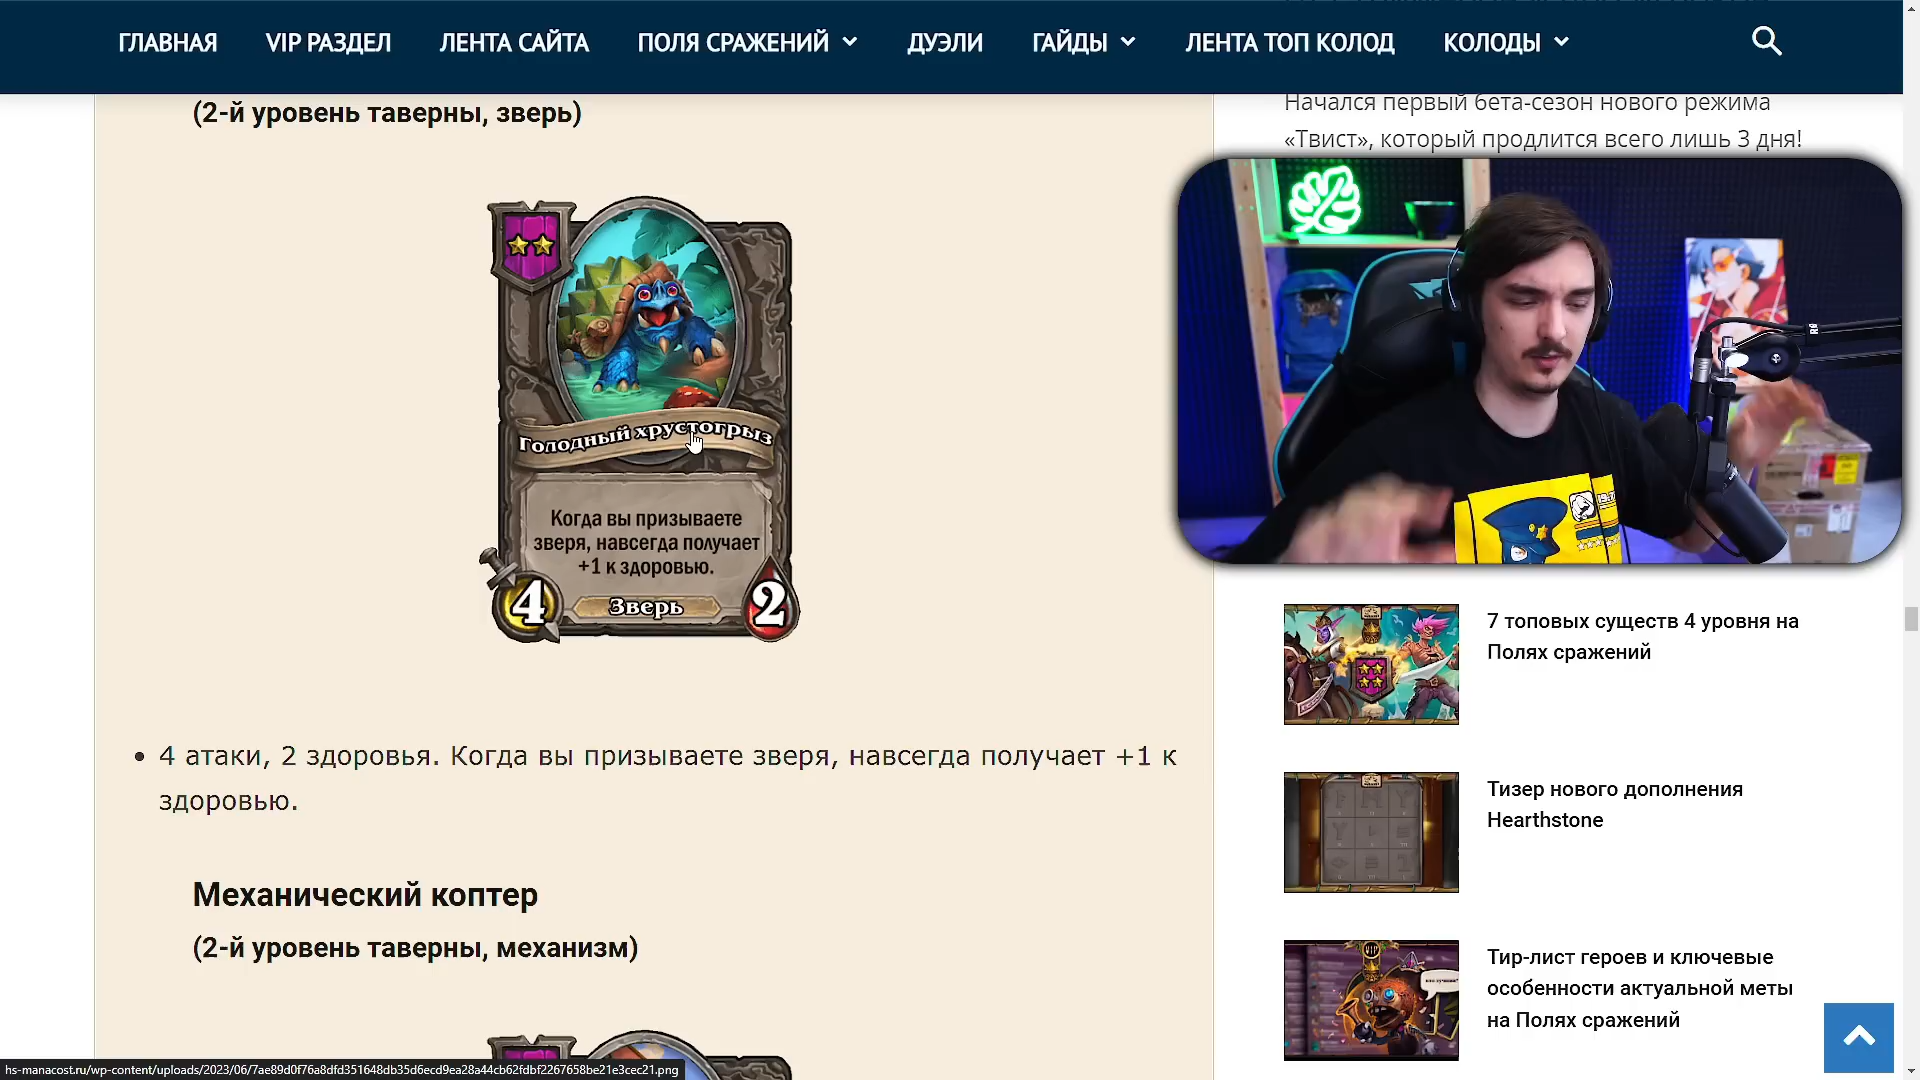 ГЛАВНАЯ
VIP РАЗДЕЛ
ЛЕНТА САЙТА
ПОЛЯ СРАЖЕНИЙ
ДУЭЛИ
ГАЙДЫ
ЛЕНТА ТОП КОЛОД
КОЛОДЫ
(2-й уровень таверны, зверь)
Голодный хрустогрыз
Когда вы призываете
зверя, навсегда получает
+1 к здоровью.
4
Зверь
2
• 4 атаки, 2 здоровья. Когда вы призываете зверя, навсегда получает +1 к
здоровью.
Механический коптер
(2-й уровень таверны, механизм)
Начался первый бета-сезон нового режима
«Твист», который продлится всего лишь 3 дня!
7 топовых существ 4 уровня на
Полях сражений
Тизер нового дополнения
Hearthstone
Тир-лист героев и ключевые
особенности актуальной меты
на Полях сражений
hs-manacost.ru/wp-content/uploads/2023/06/7ae89d0f76a8dfd351648db35d6ecd9ea28a44cb62fdbf2267658be21e3cec21.png